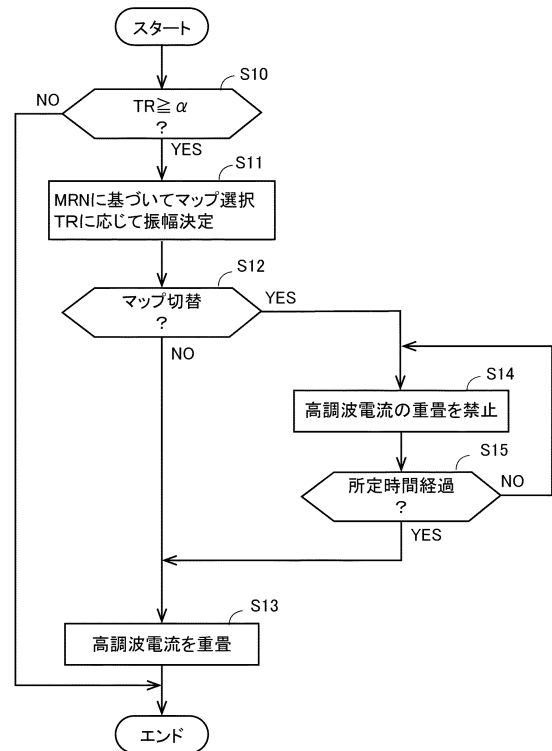 スタート
S10
TR≧α
?
NO
YES
S11
MRNに基づいてマップ選択
TRに応じて振幅決定
S12
マップ切替
?
YES
NO
S14
高調波電流の重畳を禁止
S15
所定時間経過
?
NO
YES
S13
高調波電流を重畳
エンド